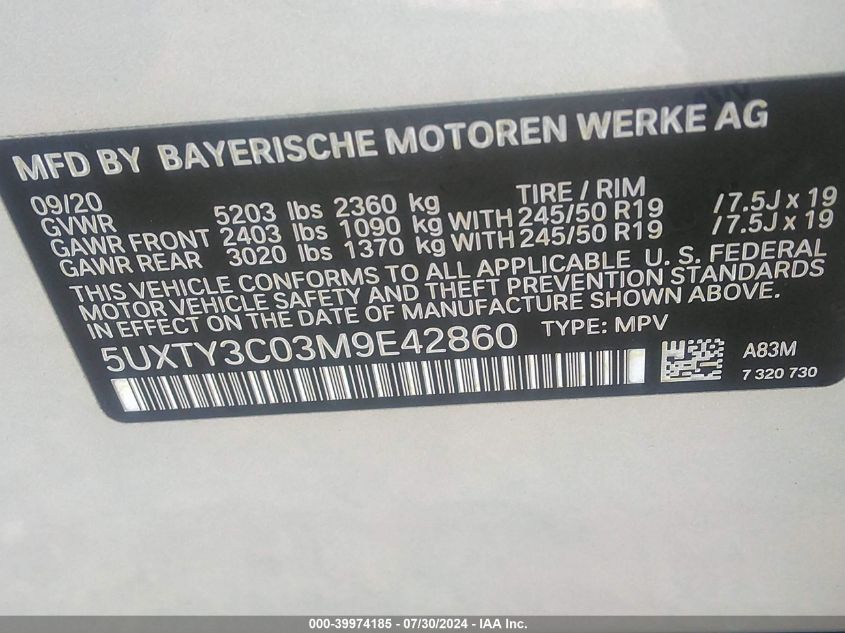 MFD BY BAYERISCHE MOTOREN WERKE AG
09/20 TIRE / RIM
GVWR 5203 lbs 2360 kg
GAWR FRONT 2403 lbs 1090 kg WITH 245/50 R19 / 7.5J x 19
GAWR REAR 3020 lbs 1370 kg WITH 245/50 R19 / 7.5J x 19
THIS VEHICLE CONFORMS TO ALL APPLICABLE U. S. FEDERAL
MOTOR VEHICLE SAFETY AND THEFT PREVENTION STANDARDS
IN EFFECT ON THE DATE OF MANUFACTURE SHOWN ABOVE.
5UXTY3C03M9E42860 TYPE: MPV
A83M
7 320 730
000-39974185 / 07/30/2024 - IAA Inc.